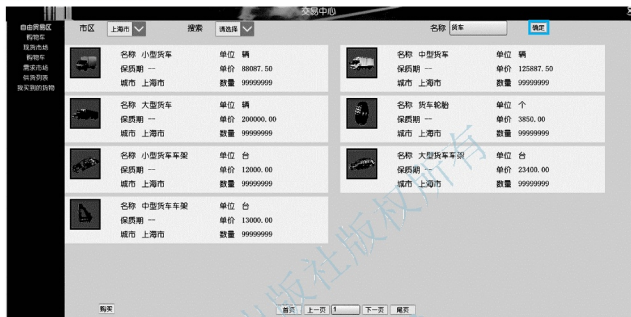 交易中心
自由贸易区
购物车
现货市场
购物车
需求市场
供货列表
我买到的货物
市区 上海市 搜索 请选择 名称 货车 确定
名称 小型货车 单位 辆
保质期 -- 单价 88087.50
城市 上海市 数量 99999999
名称 中型货车 单位 辆
保质期 -- 单价 125887.50
城市 上海市 数量 99999999
名称 大型货车 单位 辆
保质期 -- 单价 200000.00
城市 上海市 数量 99999999
名称 货车轮胎 单位 个
保质期 -- 单价 3850.00
城市 上海市 数量 99999999
名称 小型货车车架 单位 台
保质期 -- 单价 12000.00
城市 上海市 数量 99999999
名称 大型货车车架 单位 台
保质期 -- 单价 23400.00
城市 上海市 数量 99999999
名称 中型货车车架 单位 台
保质期 -- 单价 13000.00
城市 上海市 数量 99999999
购买 首页 上一页 1 下一页 尾页
出版社版权所有